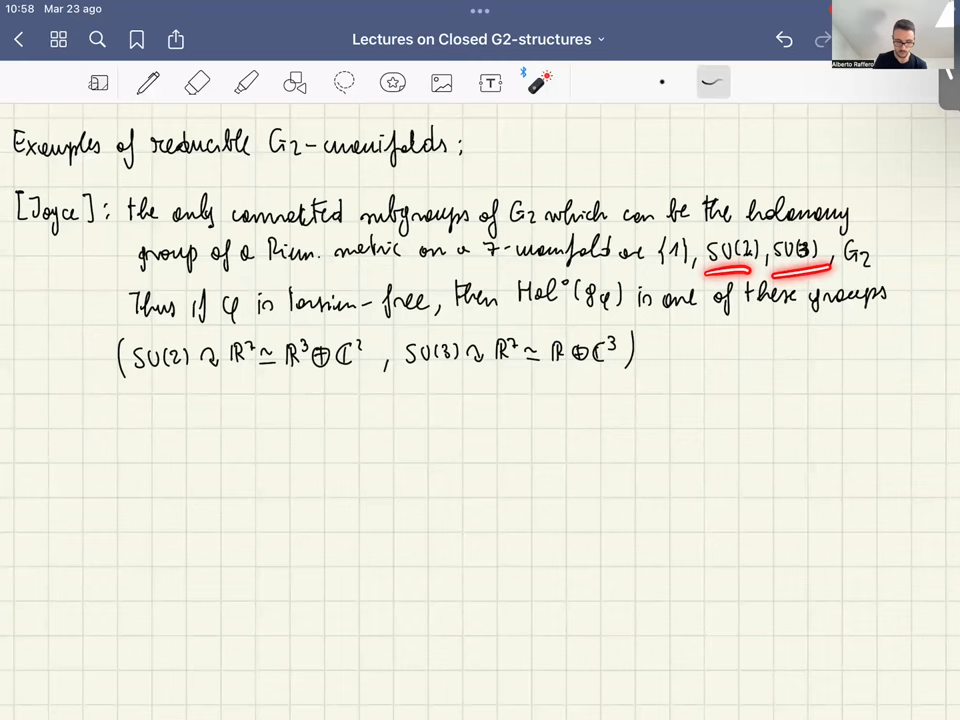 10:58 Mar 23 ago
Lectures on Closed G2-structures
Alberto Raffero
Examples of reducible G₂-manifolds:
[Joyce]: the only connected subgroups of G₂ which can be the holonomy
group of a Riem. metric on a 7-manifold are {1}, SU(2), SU(3), G₂
Thus if φ is torsion-free, then Hol°(gφ) is one of these groups
(SU(2) ↷ ℝ⁷ ≃ ℝ³ ⊕ ℂ² , SU(3) ↷ ℝ⁷ ≃ ℝ ⊕ ℂ³)